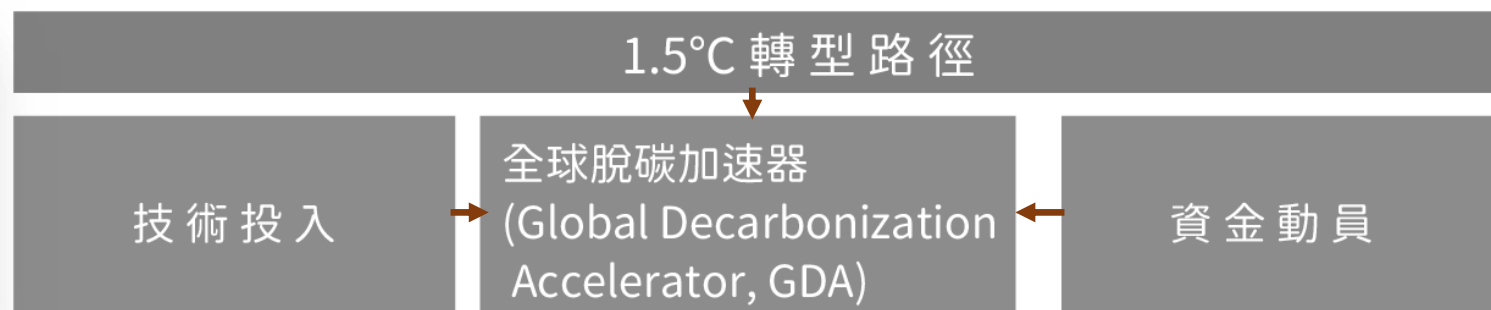 1.5°C 轉型路徑
技術投入
全球脫碳加速器
(Global Decarbonization
Accelerator, GDA)
資金動員